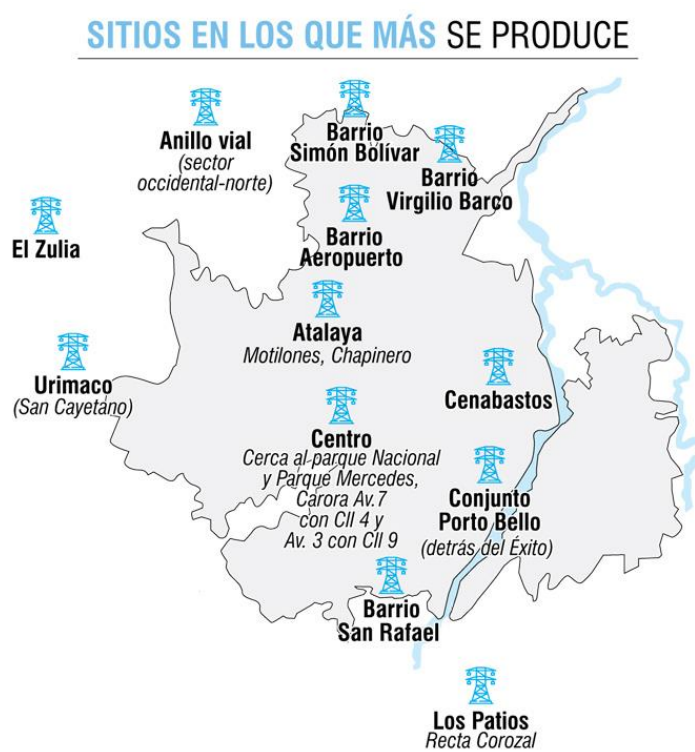 SITIOS EN LOS QUE MÁS SE PRODUCE
Anillo vial
(sector
occidental-norte)
Barrio
Simón Bolívar
Barrio
Virgilio Barco
El Zulia
Barrio
Aeropuerto
Atalaya
Motilones, Chapinero
Urimaco
(San Cayetano)
Cenabastos
Centro
Cerca al parque Nacional
y Parque Mercedes,
Carora Av.7
con Cll 4 y
Av. 3 con Cll 9
Conjunto
Porto Bello
(detrás del Éxito)
Barrio
San Rafael
Los Patios
Recta Corozal